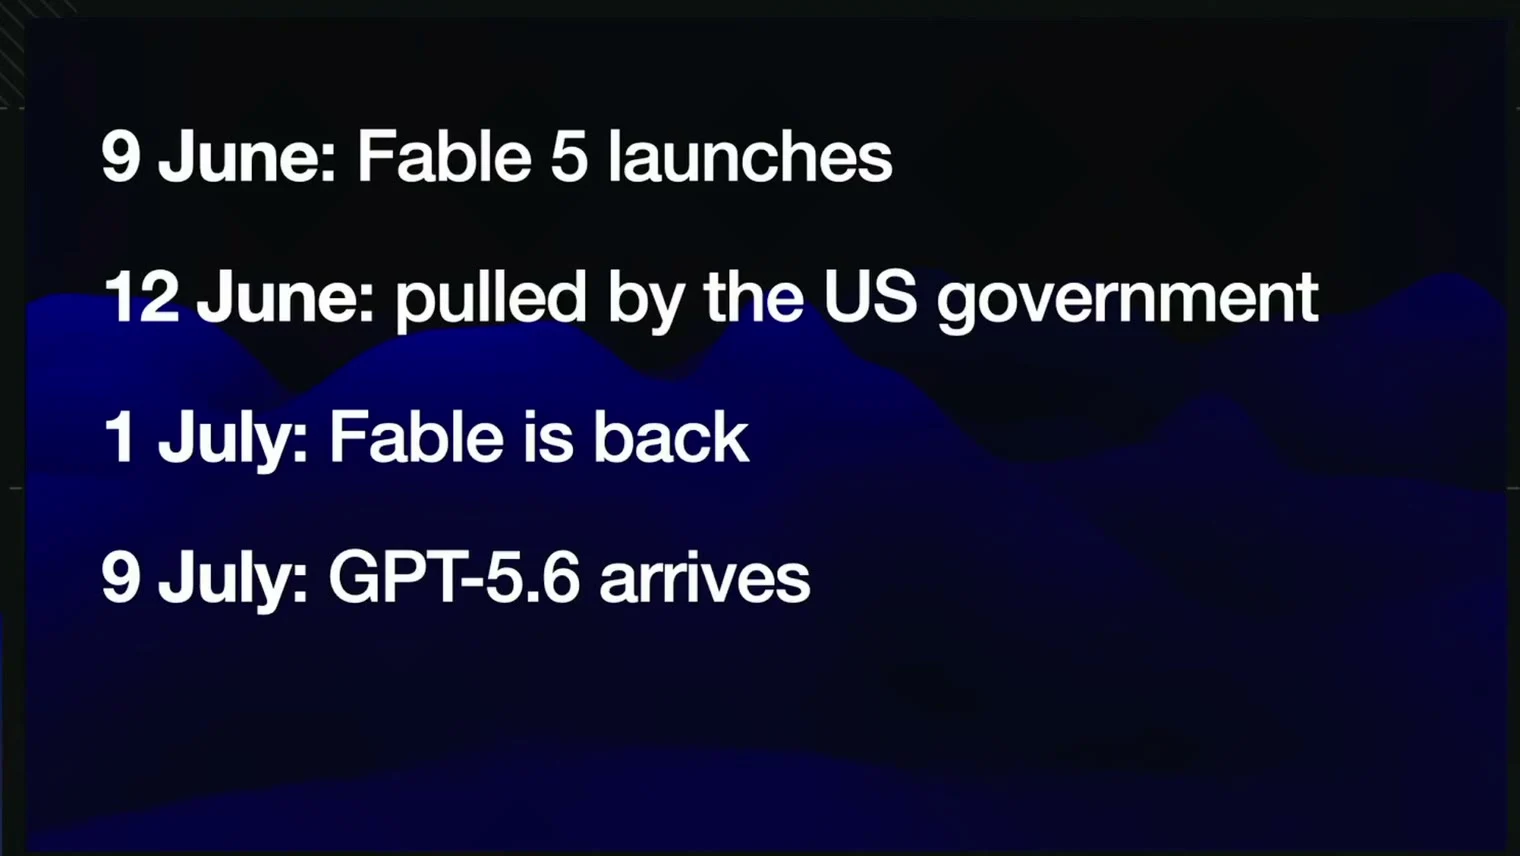 9 June: Fable 5 launches
12 June: pulled by the US government
1 July: Fable is back
9 July: GPT-5.6 arrives